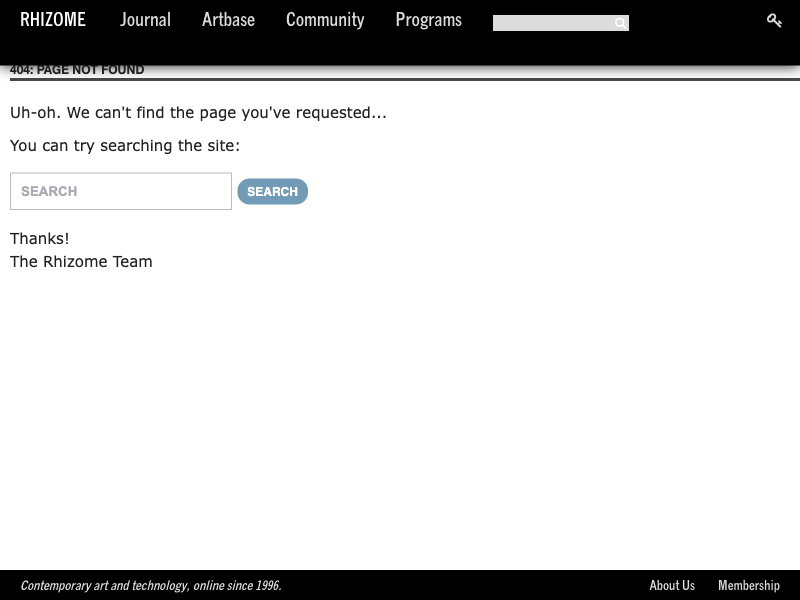 RHIZOME Journal Artbase Community Programs
404: PAGE NOT FOUND
Uh-oh. We can't find the page you've requested...
You can try searching the site:
SEARCH SEARCH
Thanks!
The Rhizome Team
Contemporary art and technology, online since 1996. About Us Membership